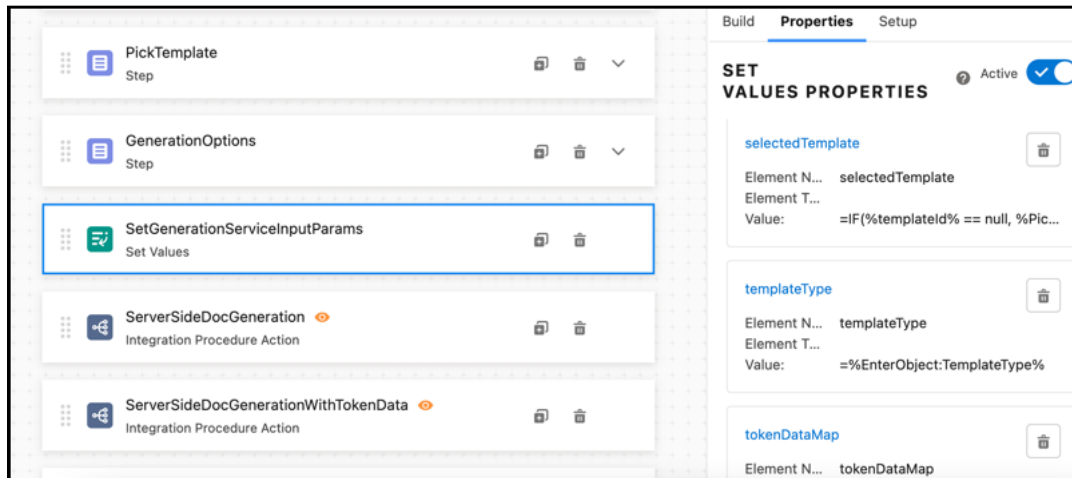 PickTemplate
Step
GenerationOptions
Step
SetGenerationServiceInputParams
Set Values
ServerSideDocGeneration
Integration Procedure Action
ServerSideDocGenerationWithTokenData
Integration Procedure Action
Build Properties Setup
SET
VALUES PROPERTIES
? Active
selectedTemplate
Element N... selectedTemplate
Element T...
Value: =IF(%templateId% == null, %Pic...
templateType
Element N... templateType
Element T...
Value: =%EnterObject:TemplateType%
tokenDataMap
Element N... tokenDataMap